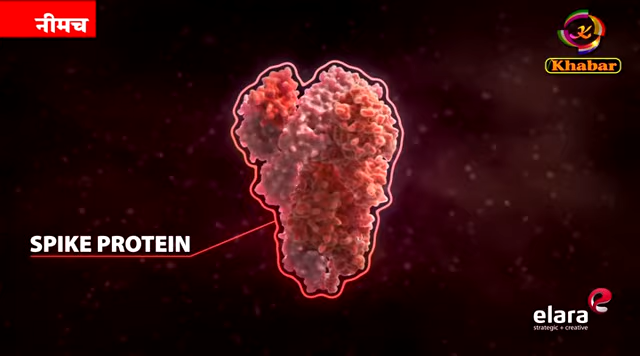 नीमच
K
Khabar
SPIKE PROTEIN
elara
strategic + creative